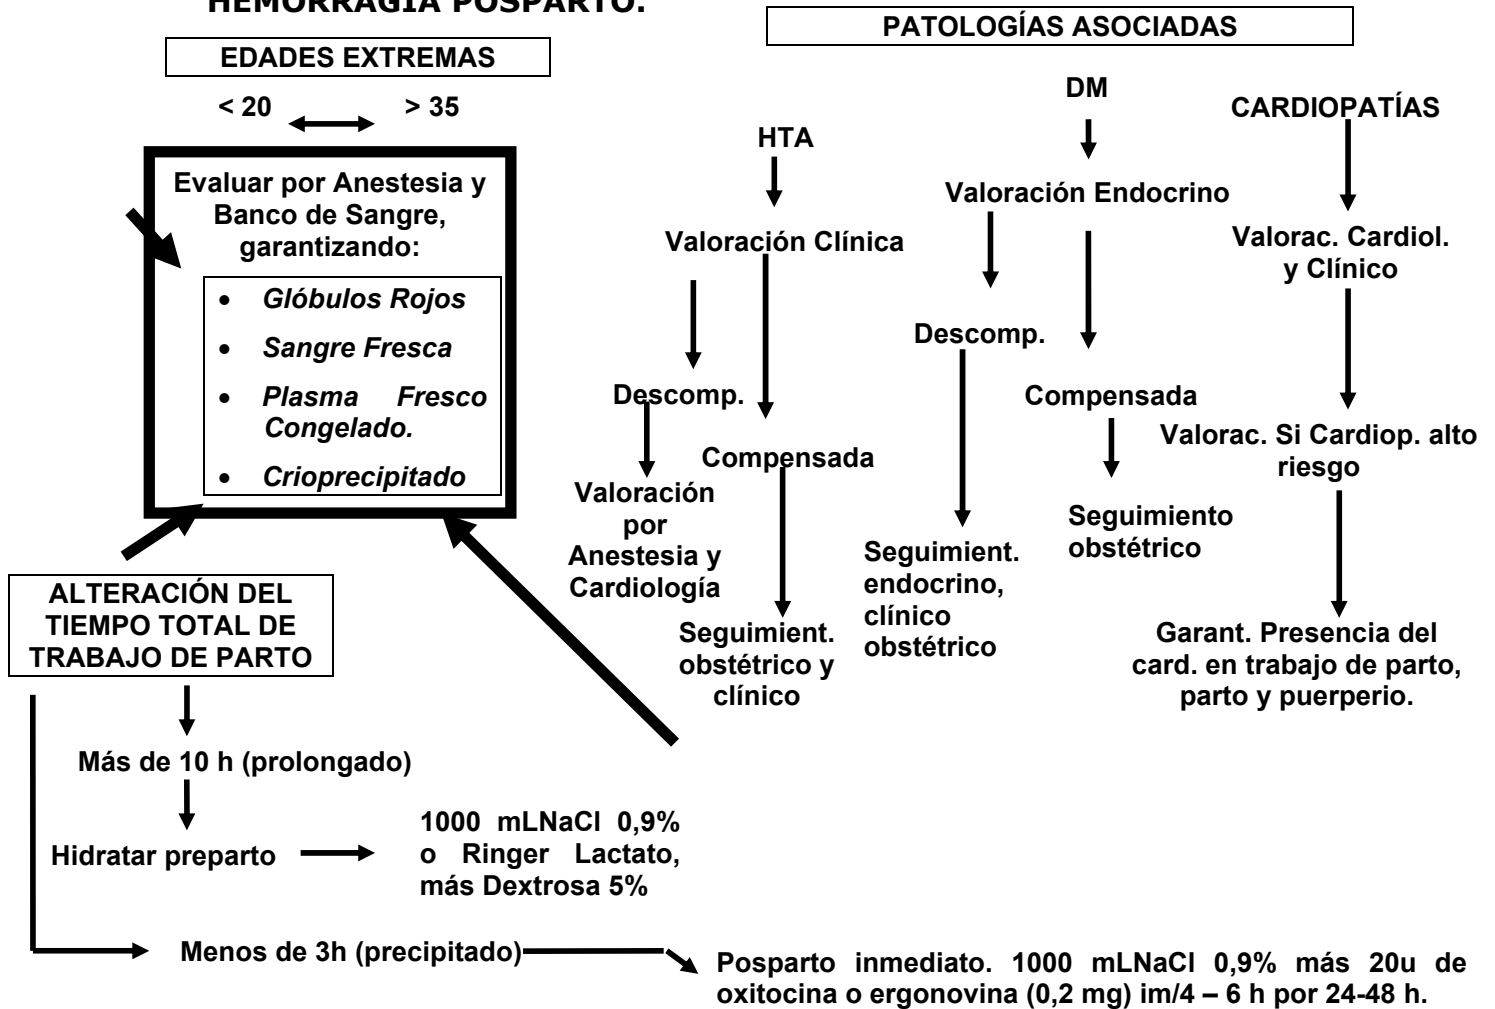 HEMORRAGIA POSPARTO.
EDADES EXTREMAS
< 20
> 35
Evaluar por Anestesia y
Banco de Sangre,
garantizando:
• Glóbulos Rojos
• Sangre Fresca
• Plasma Fresco
Congelado.
• Crioprecipitado
ALTERACIÓN DEL
TIEMPO TOTAL DE
TRABAJO DE PARTO
Más de 10 h (prolongado)
Hidratar preparto
1000 mLNaCl 0,9%
o Ringer Lactato,
más Dextrosa 5%
Menos de 3h (precipitado)
Posparto inmediato. 1000 mLNaCl 0,9% más 20u de
oxitocina o ergonovina (0,2 mg) im/4 – 6 h por 24-48 h.
PATOLOGÍAS ASOCIADAS
HTA
Valoración Clínica
Descomp.
Valoración
por
Anestesia y
Cardiología
Compensada
Seguimient.
obstétrico y
clínico
DM
Valoración Endocrino
Descomp.
Seguimient.
endocrino,
clínico
obstétrico
Compensada
Seguimiento
obstétrico
CARDIOPATÍAS
Valorac. Cardiol.
y Clínico
Valorac. Si Cardiop. alto
riesgo
Garant. Presencia del
card. en trabajo de parto,
parto y puerperio.